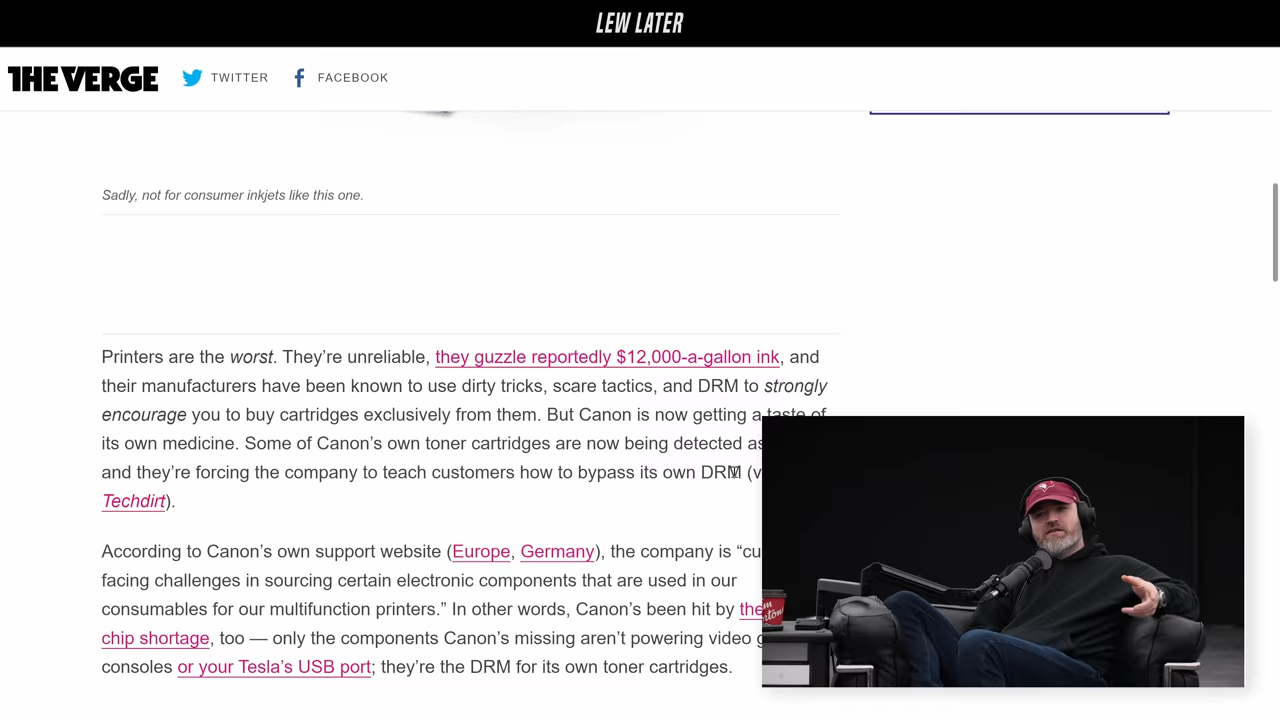 LEW LATER
THE VERGE TWITTER FACEBOOK
Sadly, not for consumer inkjets like this one.
Printers are the worst. They’re unreliable, they guzzle reportedly $12,000-a-gallon ink, and
their manufacturers have been known to use dirty tricks, scare tactics, and DRM to strongly
encourage you to buy cartridges exclusively from them. But Canon is now getting a taste of
its own medicine. Some of Canon’s own toner cartridges are now being detected as
and they’re forcing the company to teach customers how to bypass its own DRM (v
Techdirt).
According to Canon’s own support website (Europe, Germany), the company is “cu
facing challenges in sourcing certain electronic components that are used in our
consumables for our multifunction printers.” In other words, Canon’s been hit by the
chip shortage, too — only the components Canon’s missing aren’t powering video g
consoles or your Tesla’s USB port; they’re the DRM for its own toner cartridges.